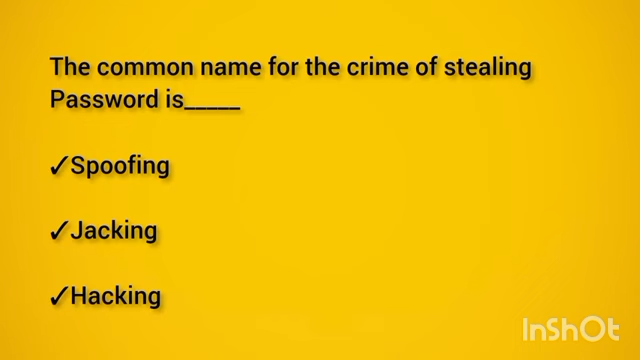 The common name for the crime of stealing
Password is_____
✓Spoofing
✓Jacking
✓Hacking
InShOt